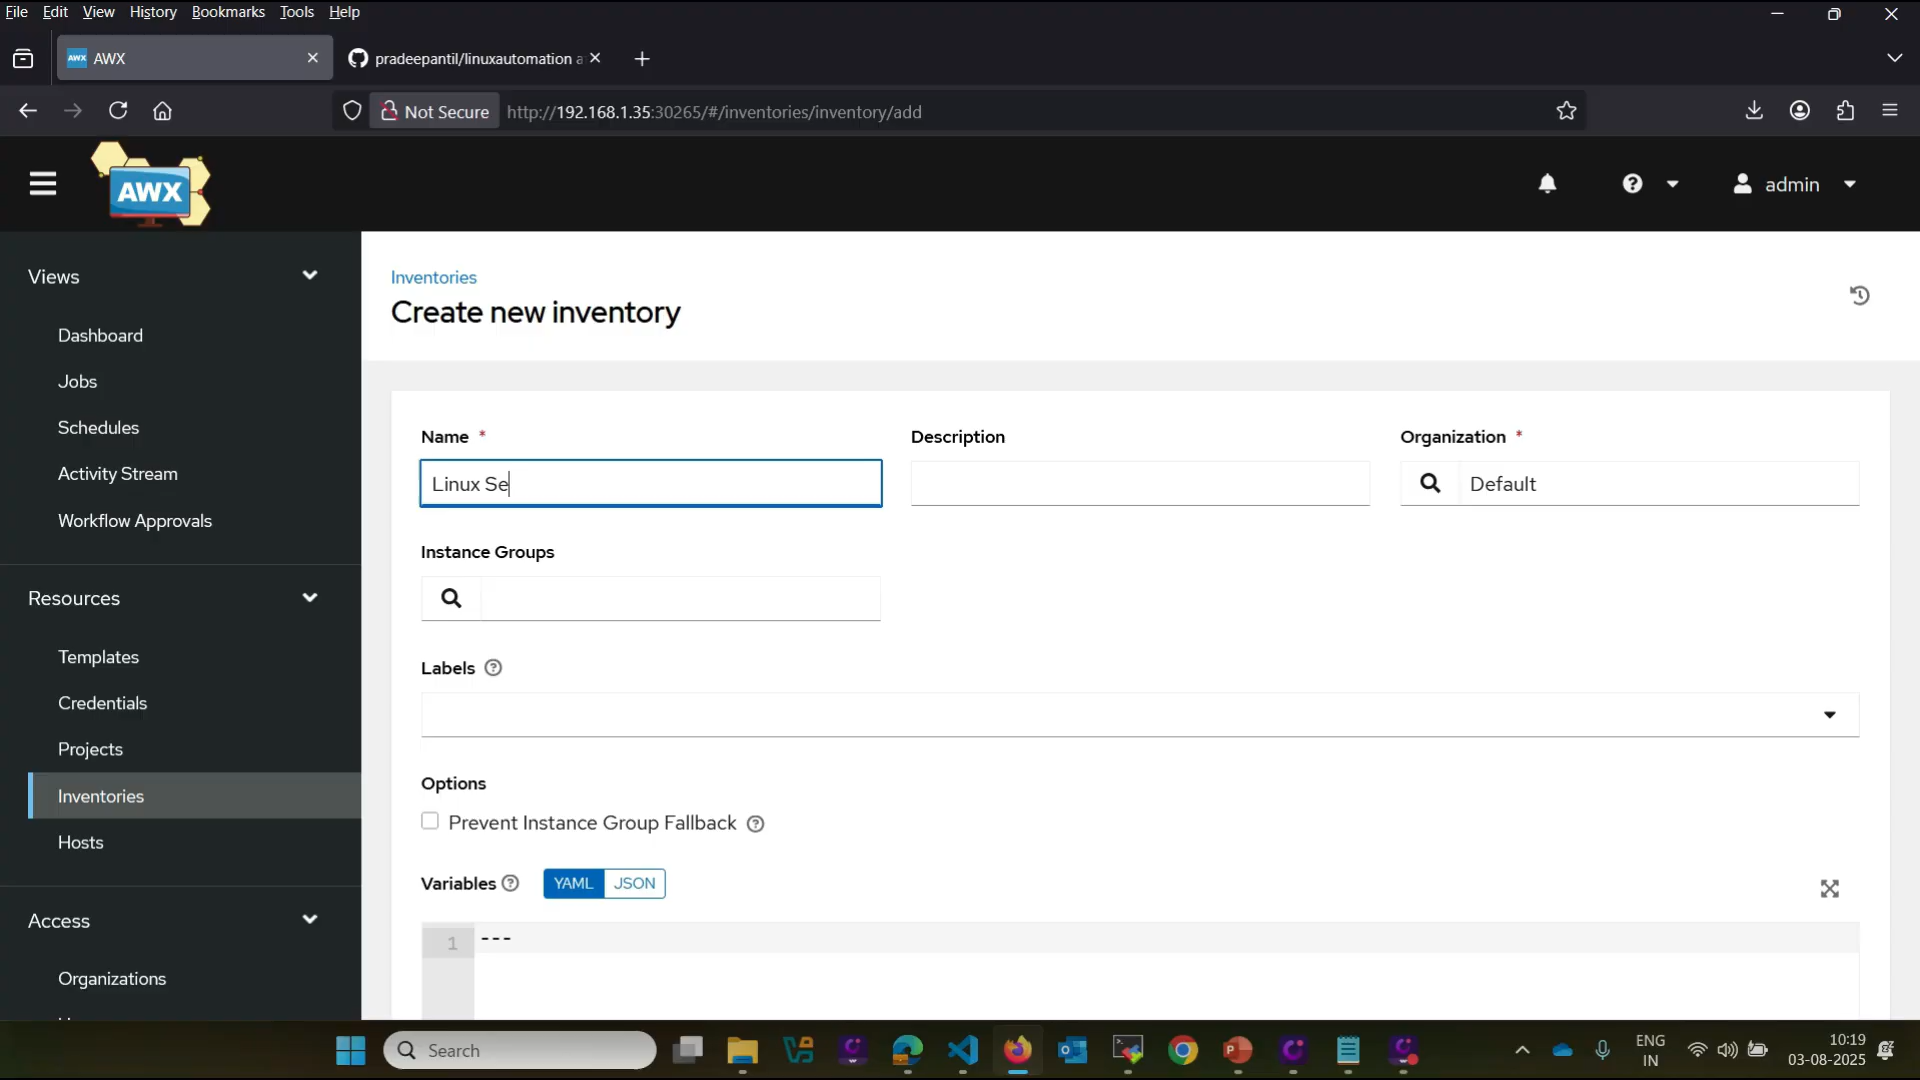 File Edit View History Bookmarks Tools Help
AWX AWX
pradeepantil/linuxautomation a
Not Secure http://192.168.1.35:30265/#/inventories/inventory/add
AWX
admin
Views
Dashboard
Jobs
Schedules
Activity Stream
Workflow Approvals
Resources
Templates
Credentials
Projects
Inventories
Hosts
Access
Organizations
Inventories
Create new inventory
Name * Description Organization *
Linux Se Default
Instance Groups
Labels
Options
Prevent Instance Group Fallback
Variables YAML JSON
1 ---
Search
ENG
IN
10:19
03-08-2025